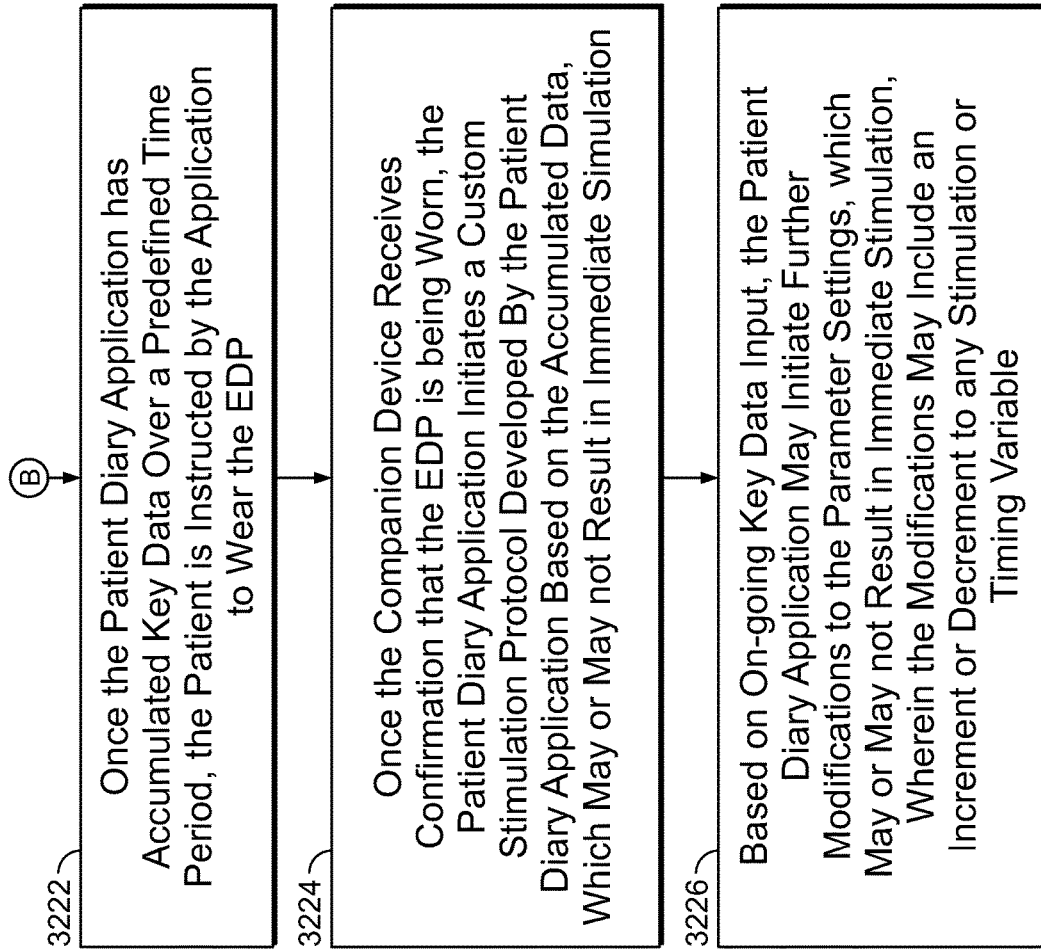 B
3222
Once the Patient Diary Application has
Accumulated Key Data Over a Predefined Time
Period, the Patient is Instructed by the Application
to Wear the EDP
3224
Once the Companion Device Receives
Confirmation that the EDP is being Worn, the
Patient Diary Application Initiates a Custom
Stimulation Protocol Developed By the Patient
Diary Application Based on the Accumulated Data,
Which May or May not Result in Immediate Simulation
3226
Based on On-going Key Data Input, the Patient
Diary Application May Initiate Further
Modifications to the Parameter Settings, which
May or May not Result in Immediate Stimulation,
Wherein the Modifications May Include an
Increment or Decrement to any Stimulation or
Timing Variable